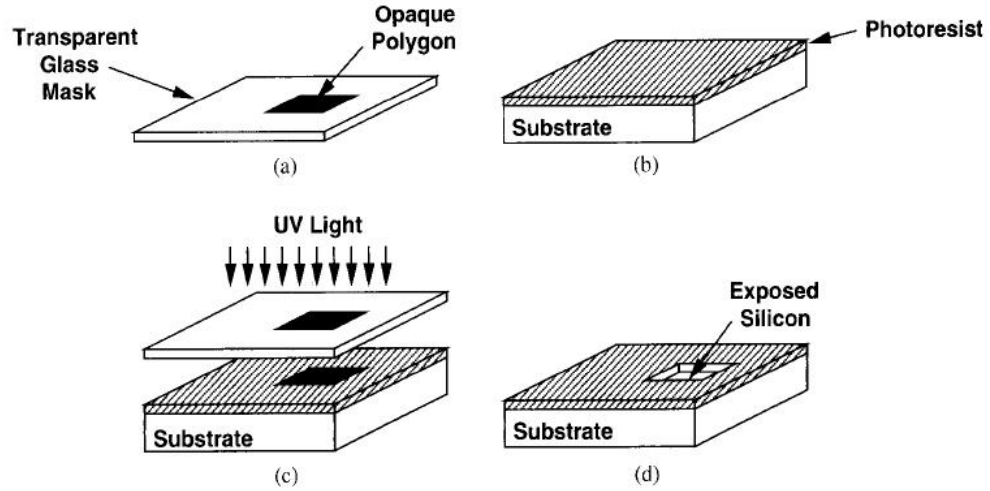 Transparent
Glass
Mask
Opaque
Polygon
(a)
Photoresist
Substrate
(b)
UV Light
Substrate
(c)
Exposed
Silicon
Substrate
(d)